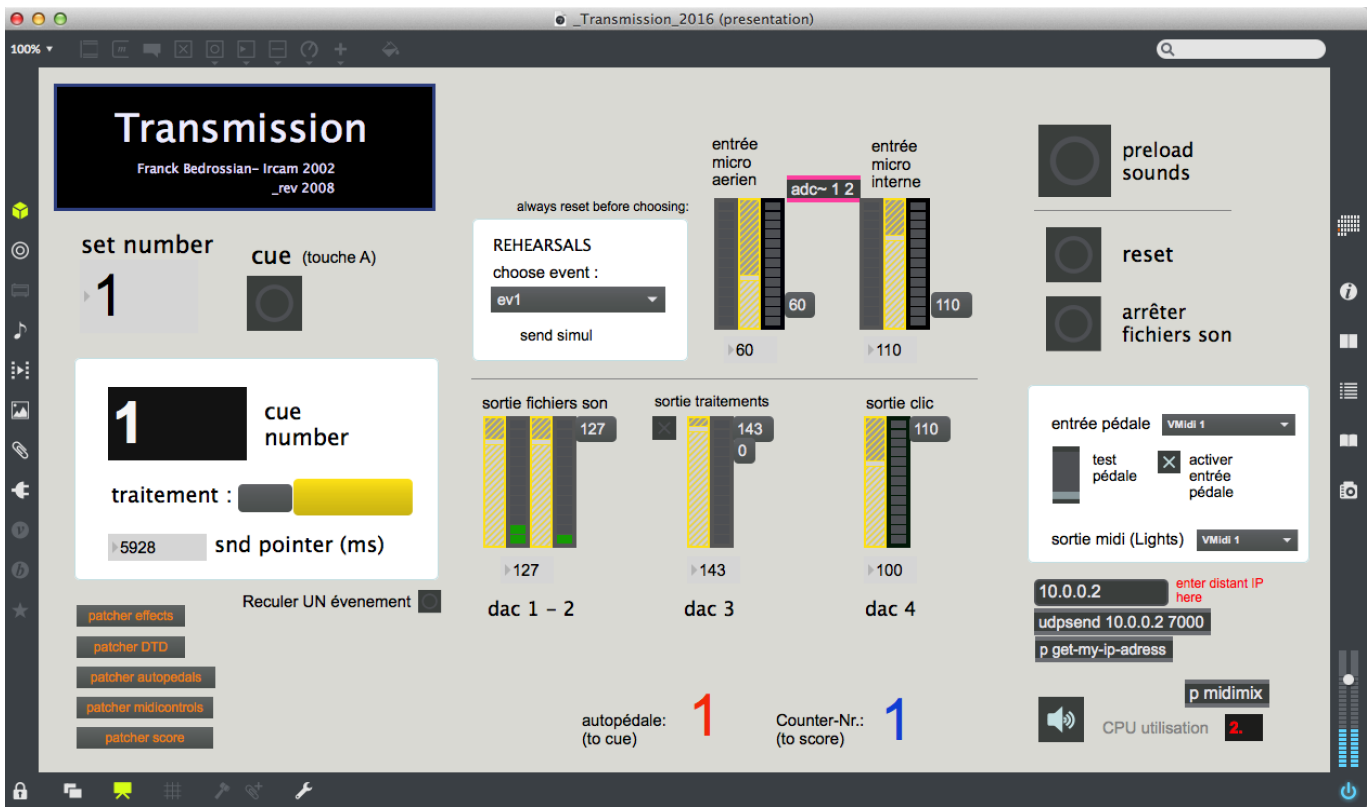 _Transmission_2016 (presentation)
100%
Transmission
Franck Bedrossian– Ircam 2002
_rev 2008
set number
1
cue (touche A)
always reset before choosing:
REHEARSALS
choose event :
ev1
send simul
entrée
micro
aerien
adc~ 1 2
entrée
micro
interne
60
110
60
110
preload
sounds
reset
arrêter
fichiers son
1
cue
number
traitement :
5928
snd pointer (ms)
sortie fichiers son
127
127
dac 1 – 2
sortie traitements
143
0
143
dac 3
sortie clic
110
100
dac 4
entrée pédale
VMidi 1
test
pédale
activer
entrée
pédale
sortie midi (Lights)
VMidi 1
Reculer UN évenement
patcher effects
patcher DTD
patcher autopedals
patcher midicontrols
patcher score
10.0.0.2
enter distant IP
here
udpsend 10.0.0.2 7000
p get-my-ip-adress
autopédale:
(to cue)
1
Counter-Nr.:
(to score)
1
p midimix
CPU utilisation
2.